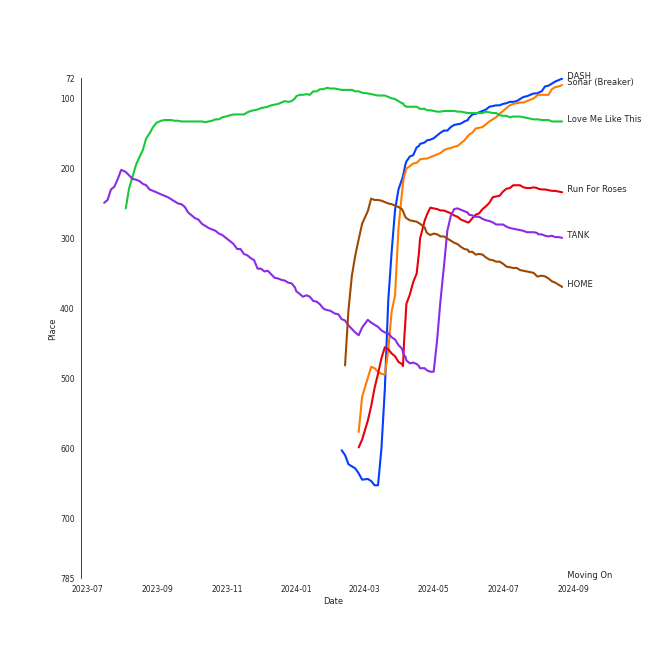 72
100
200
300
400
500
600
700
785
Place
2023-07
2023-09
2023-11
2024-01
2024-03
2024-05
2024-07
2024-09
Date
DASH
Sonar (Breaker)
Love Me Like This
Run For Roses
TANK
HOME
Moving On